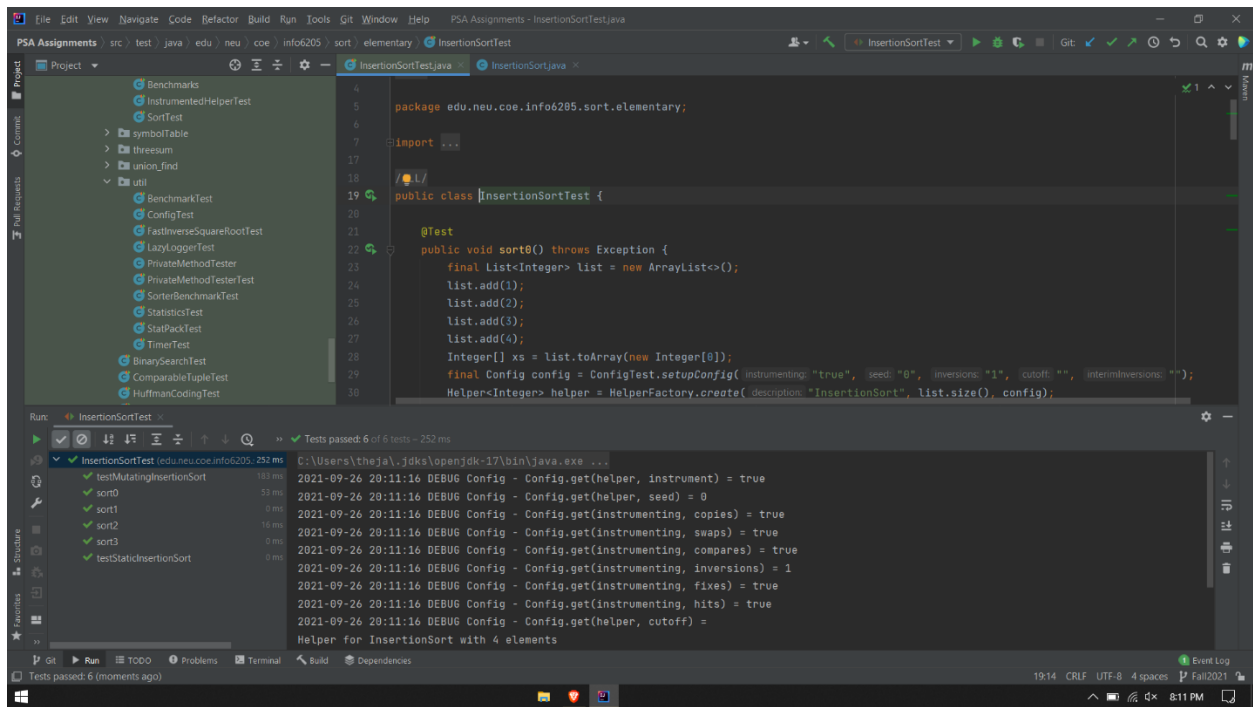 File Edit View Navigate Code Refactor Build Run Tools Git Window Help PSA Assignments - InsertionSortTest.java
PSA Assignments src test java edu neu coe info6205 sort elementary InsertionSortTest
InsertionSortTest Git:
Project
InsertionSortTest.java InsertionSort.java
Project
Commit
Pull Requests
Structure
Favorites
Maven
Benchmarks
InstrumentedHelperTest
SortTest
symbolTable
threesum
union_find
util
BenchmarkTest
ConfigTest
FastInverseSquareRootTest
LazyLoggerTest
PrivateMethodTester
PrivateMethodTesterTest
SorterBenchmarkTest
StatisticsTest
StatPackTest
TimerTest
BinarySearchTest
ComparableTupleTest
HuffmanCodingTest
1
4
5 package edu.neu.coe.info6205.sort.elementary;
6
7 import ...
17
18
19 public class InsertionSortTest {
20
21 @Test
22 public void sort0() throws Exception {
23 final List<Integer> list = new ArrayList<>();
24 list.add(1);
25 list.add(2);
26 list.add(3);
27 list.add(4);
28 Integer[] xs = list.toArray(new Integer[0]);
29 final Config config = ConfigTest.setupConfig( instrumenting: "true", seed: "0", inversions: "1", cutoff: "", interimInversions: "");
30 Helper<Integer> helper = HelperFactory.create( description: "InsertionSort", list.size(), config);
Run: InsertionSortTest
Tests passed: 6 of 6 tests – 252 ms
InsertionSortTest (edu.neu.coe.info6205. 252 ms
testMutatingInsertionSort 183 ms
sort0 53 ms
sort1 0 ms
sort2 16 ms
sort3 0 ms
testStaticInsertionSort 0 ms
C:\Users\theja\.jdks\openjdk-17\bin\java.exe ...
2021-09-26 20:11:16 DEBUG Config - Config.get(helper, instrument) = true
2021-09-26 20:11:16 DEBUG Config - Config.get(helper, seed) = 0
2021-09-26 20:11:16 DEBUG Config - Config.get(instrumenting, copies) = true
2021-09-26 20:11:16 DEBUG Config - Config.get(instrumenting, swaps) = true
2021-09-26 20:11:16 DEBUG Config - Config.get(instrumenting, compares) = true
2021-09-26 20:11:16 DEBUG Config - Config.get(instrumenting, inversions) = 1
2021-09-26 20:11:16 DEBUG Config - Config.get(instrumenting, fixes) = true
2021-09-26 20:11:16 DEBUG Config - Config.get(instrumenting, hits) = true
2021-09-26 20:11:16 DEBUG Config - Config.get(helper, cutoff) =
Helper for InsertionSort with 4 elements
Git Run TODO Problems Terminal Build Dependencies 1 Event Log
Tests passed: 6 (moments ago) 19:14 CRLF UTF-8 4 spaces Fall2021
8:11 PM